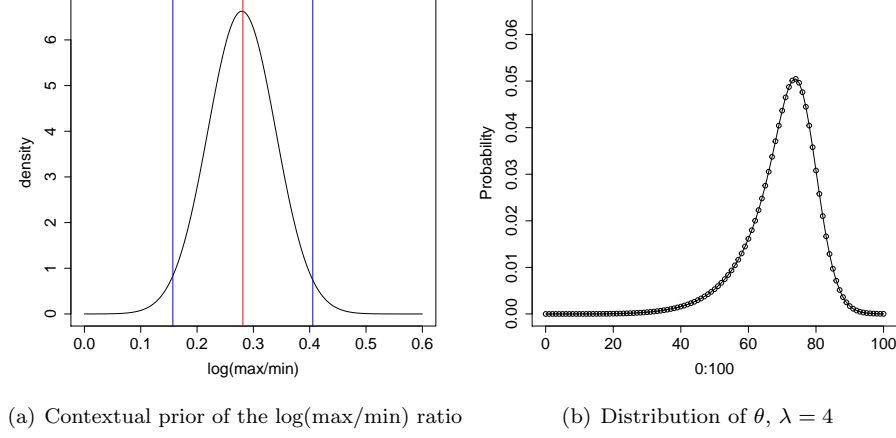 density
0 1 2 3 4 5 6
0.0 0.1 0.2 0.3 0.4 0.5 0.6
log(max/min)
(a) Contextual prior of the log(max/min) ratio
Probability
0.00 0.01 0.02 0.03 0.04 0.05 0.06
0 20 40 60 80 100
0:100
(b) Distribution of θ, λ = 4